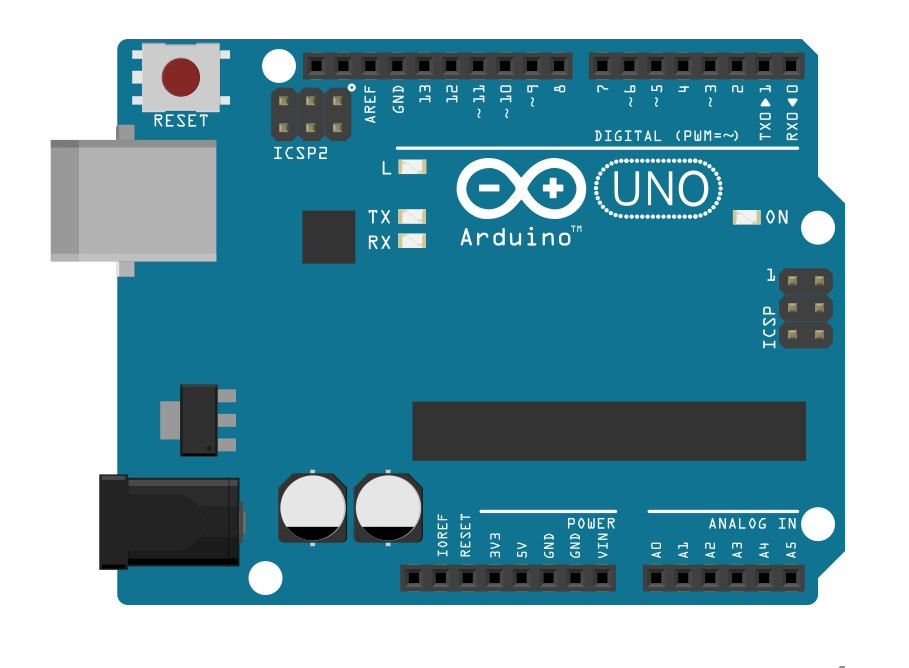 RESET
ICSP2
AREF
GND
13
12
~11
~10
~9
8
7
~6
~5
4
~3
2
TX0▶1
RX0◀0
DIGITAL (PWM=~)
L
TX
RX
Arduino™
UNO
ON
1
ICSP
POWER
IOREF
RESET
3V3
5V
GND
GND
VIN
ANALOG IN
A0
A1
A2
A3
A4
A5